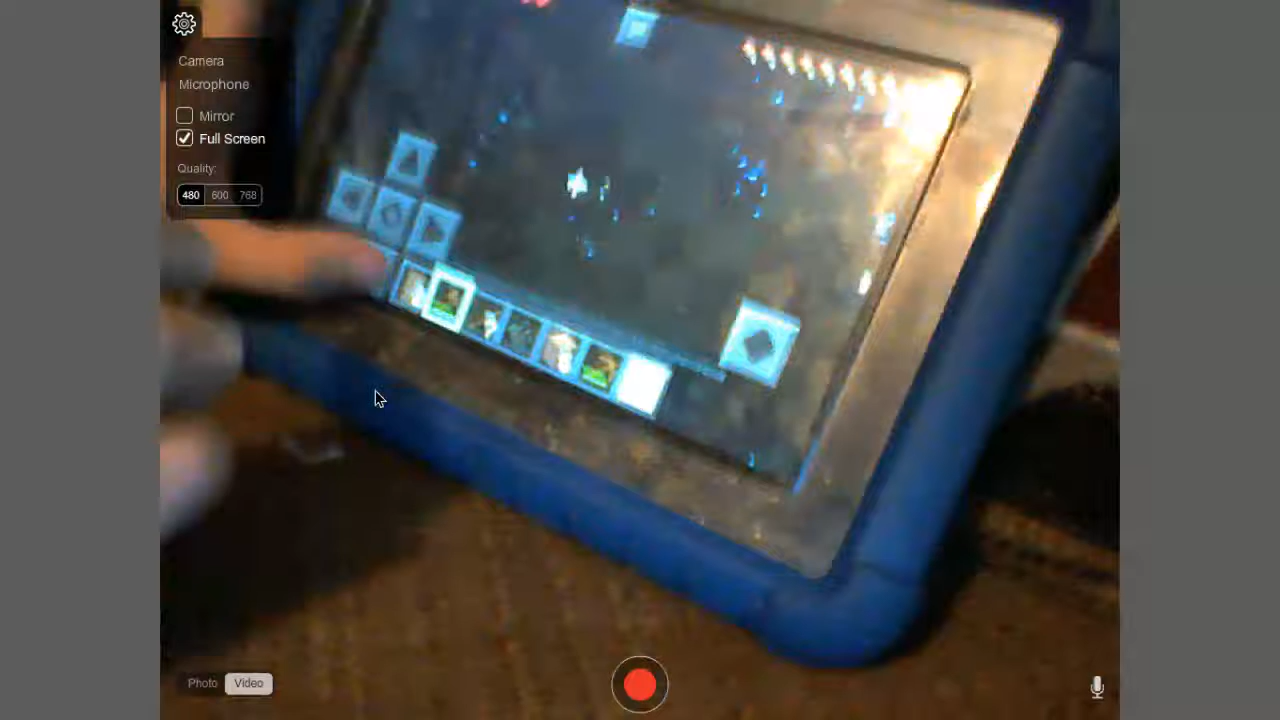 Camera
Microphone
Mirror
Full Screen
Quality:
480 600 768
Photo Video